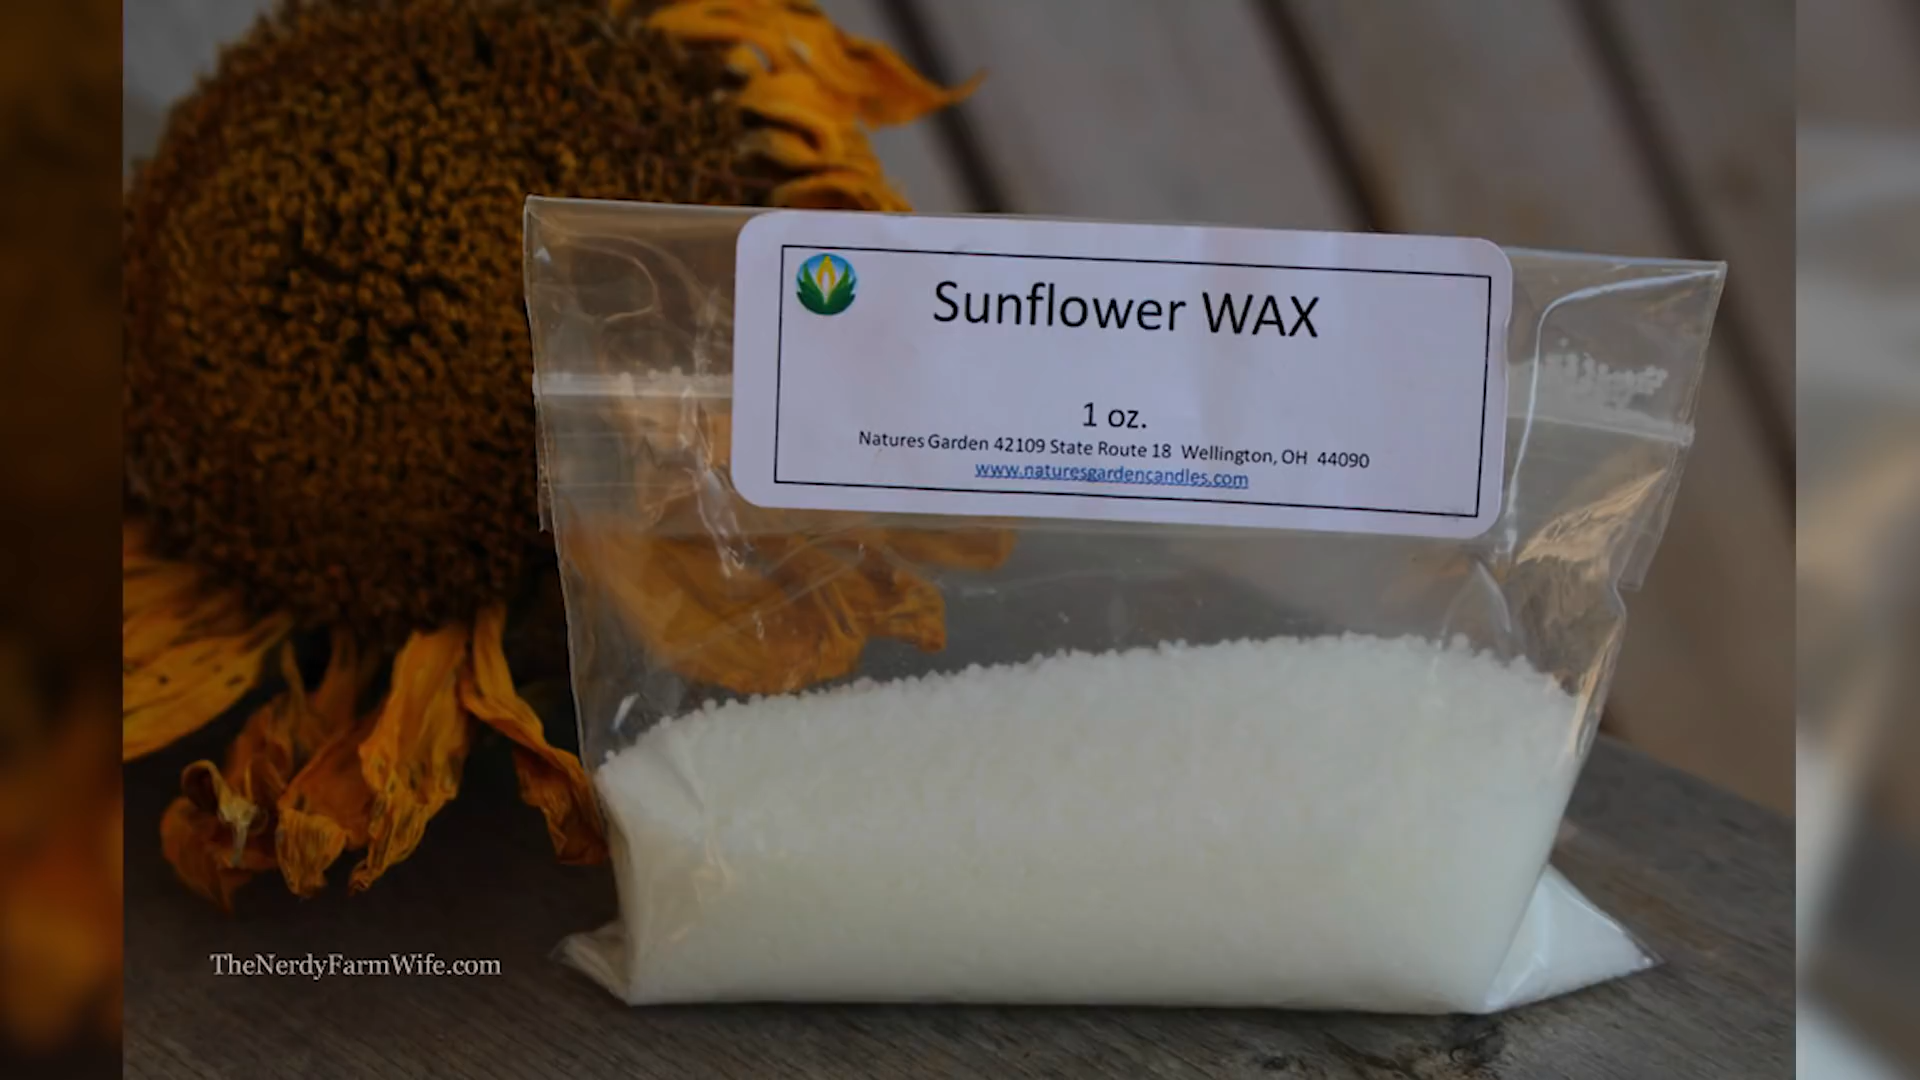 Sunflower WAX
1 oz.
Natures Garden 42109 State Route 18 Wellington, OH 44090
www.naturesgardencandles.com
TheNerdyFarmWife.com